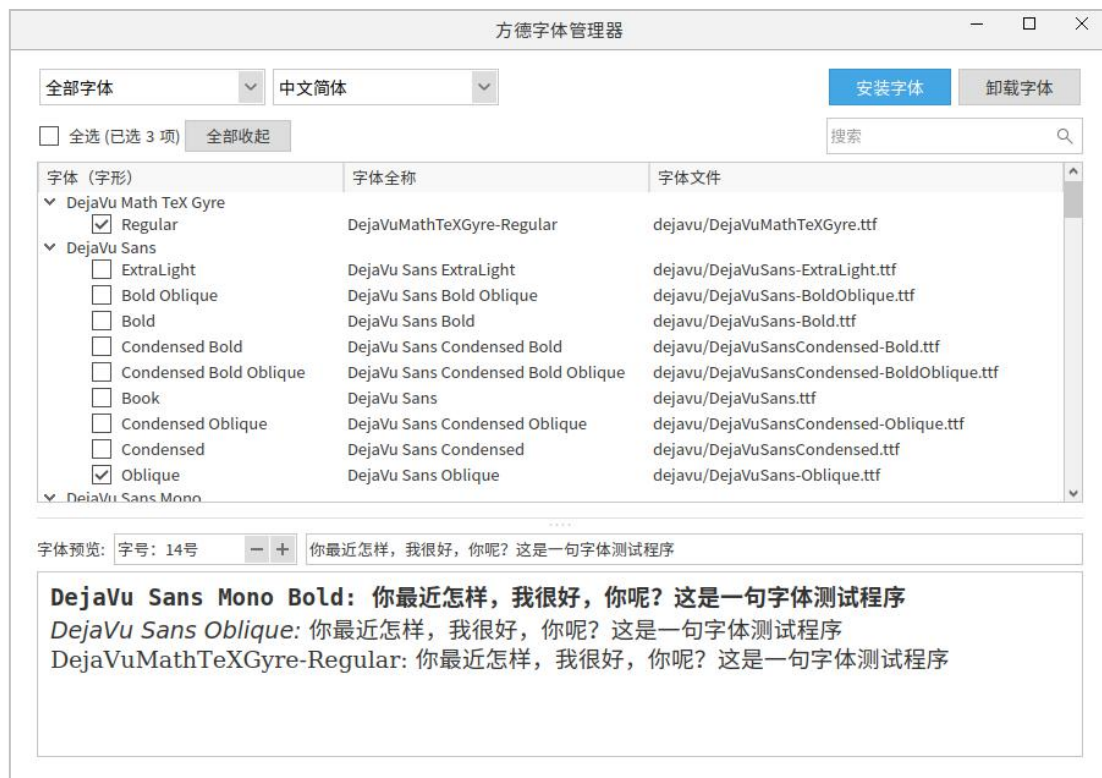 方德字体管理器
全部字体 中文简体 安装字体 卸载字体
全选 (已选 3 项) 全部收起 搜索
字体（字形） 字体全称 字体文件
DejaVu Math TeX Gyre
Regular DejaVuMathTeXGyre-Regular dejavu/DejaVuMathTeXGyre.ttf
DejaVu Sans
ExtraLight DejaVu Sans ExtraLight dejavu/DejaVuSans-ExtraLight.ttf
Bold Oblique DejaVu Sans Bold Oblique dejavu/DejaVuSans-BoldOblique.ttf
Bold DejaVu Sans Bold dejavu/DejaVuSans-Bold.ttf
Condensed Bold DejaVu Sans Condensed Bold dejavu/DejaVuSansCondensed-Bold.ttf
Condensed Bold Oblique DejaVu Sans Condensed Bold Oblique dejavu/DejaVuSansCondensed-BoldOblique.ttf
Book DejaVu Sans dejavu/DejaVuSans.ttf
Condensed Oblique DejaVu Sans Condensed Oblique dejavu/DejaVuSansCondensed-Oblique.ttf
Condensed DejaVu Sans Condensed dejavu/DejaVuSansCondensed.ttf
Oblique DejaVu Sans Oblique dejavu/DejaVuSans-Oblique.ttf
DejaVu Sans Mono
字体预览: 字号：14号 你最近怎样，我很好，你呢？这是一句字体测试程序
DejaVu Sans Mono Bold: 你最近怎样，我很好，你呢？这是一句字体测试程序
DejaVu Sans Oblique: 你最近怎样，我很好，你呢？这是一句字体测试程序
DejaVuMathTeXGyre-Regular: 你最近怎样，我很好，你呢？这是一句字体测试程序